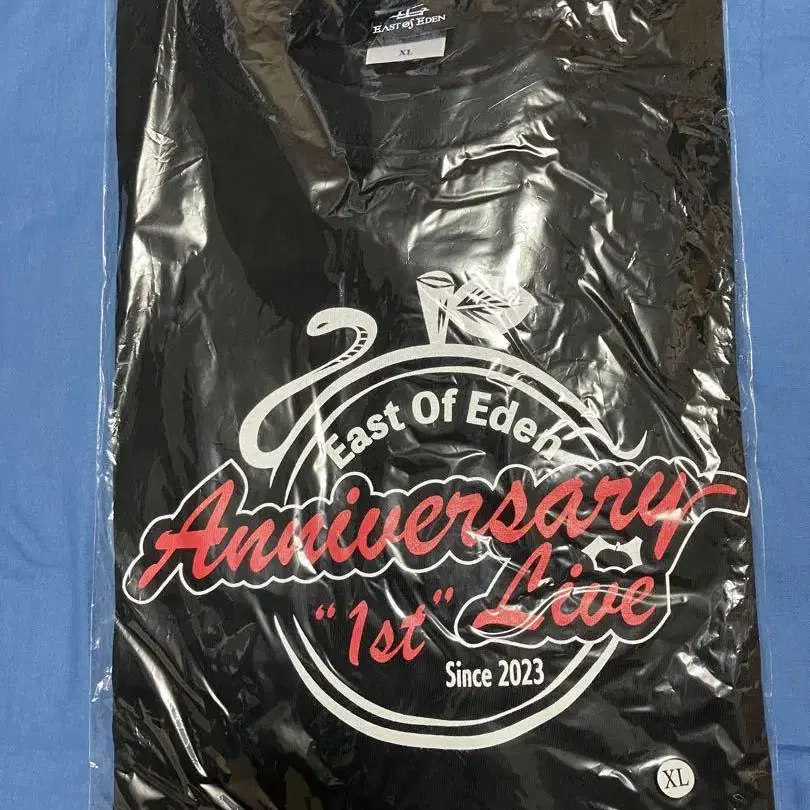 EAST OF EDEN
XL
East Of Eden
Anniversary
"1st" Live
Since 2023
XL